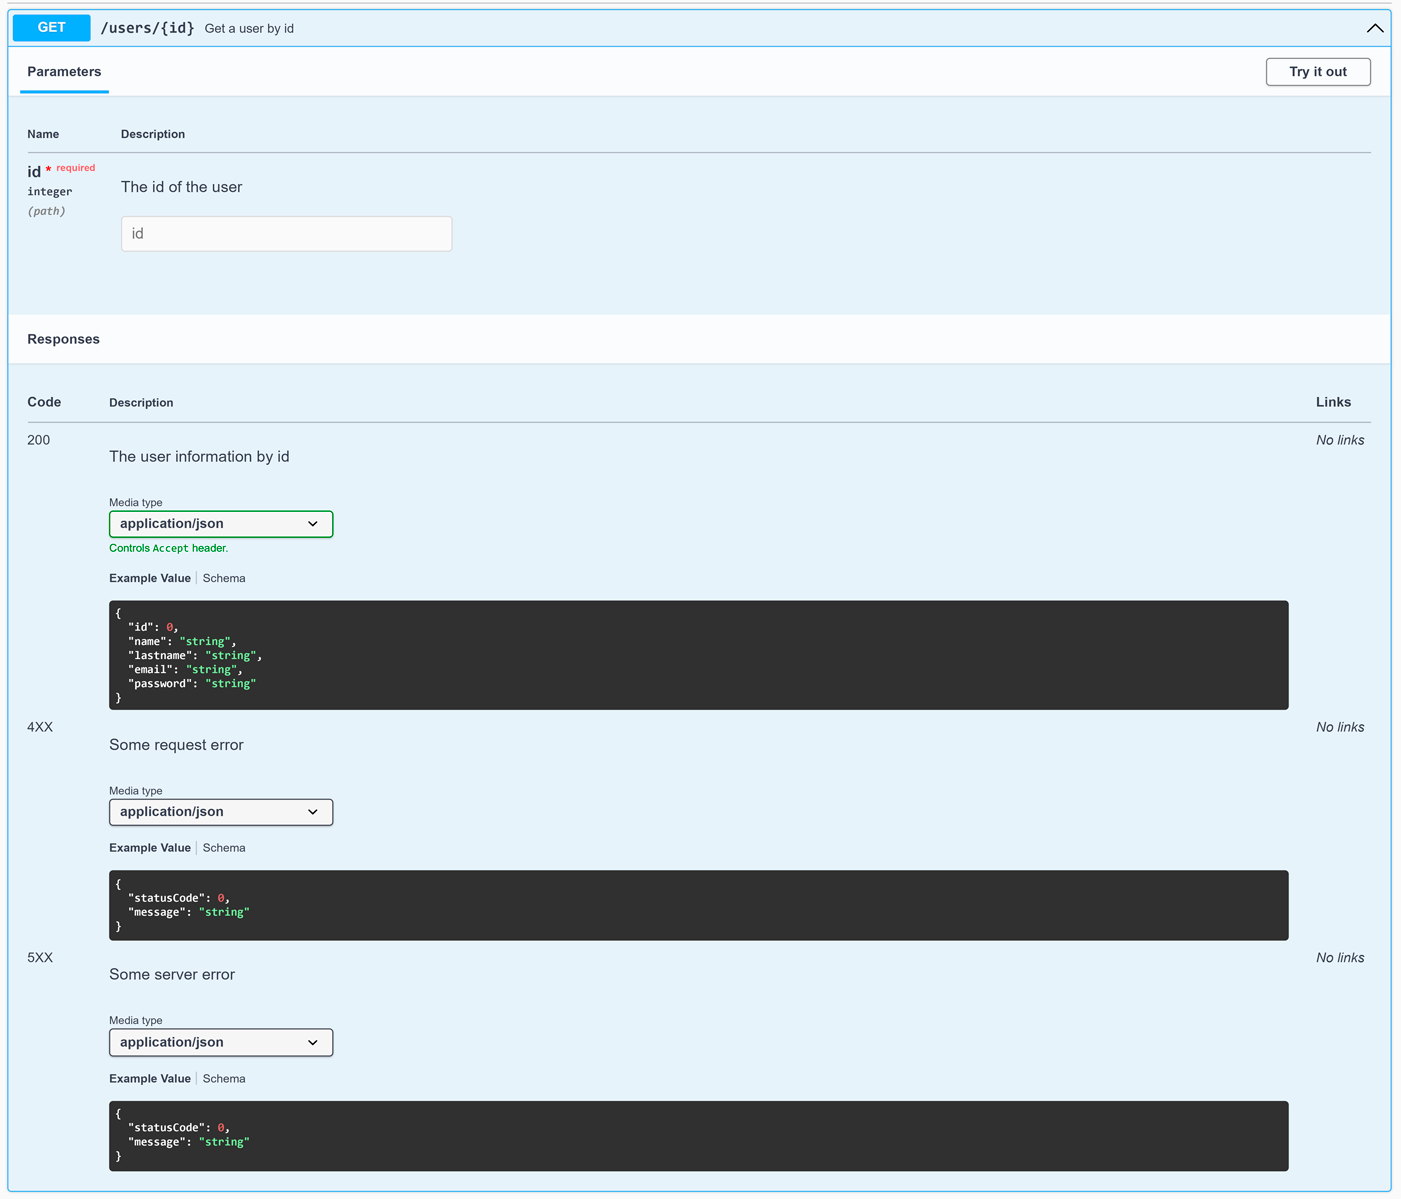 GET /users/{id} Get a user by id
Parameters
Try it out
Name Description
id * required
integer
(path)
The id of the user
id
Responses
Code Description Links
200
The user information by id
No links
Media type
application/json
Controls Accept header.
Example Value Schema
{
  "id": 0,
  "name": "string",
  "lastname": "string",
  "email": "string",
  "password": "string"
}
4XX
Some request error
No links
Media type
application/json
Example Value Schema
{
  "statusCode": 0,
  "message": "string"
}
5XX
Some server error
No links
Media type
application/json
Example Value Schema
{
  "statusCode": 0,
  "message": "string"
}